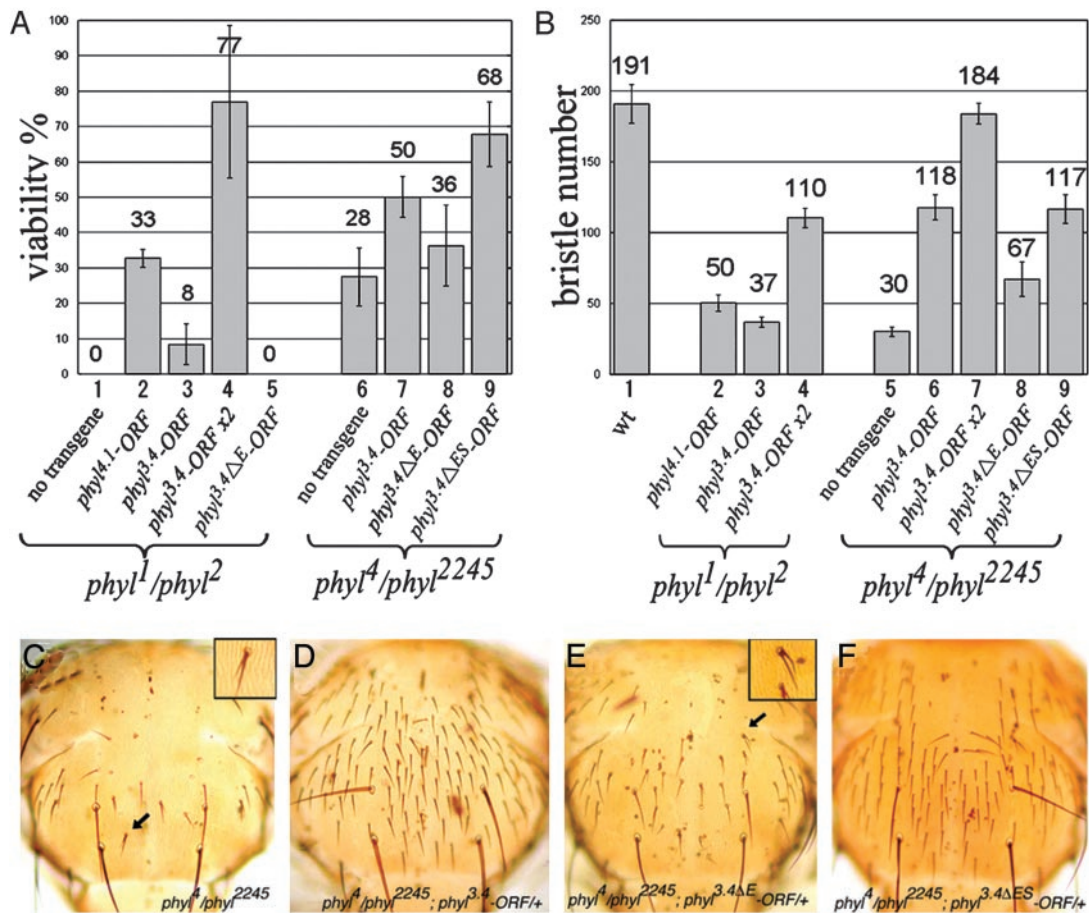 A
viability %
100
90
80
70
60
50
40
30
20
10
0
0
33
8
77
0
28
50
36
68
1 2 3 4 5 6 7 8 9
no transgene
phyl4.1-ORF
phyl3.4-ORF
phyl3.4-ORF x2
phyl3.4ΔE-ORF
no transgene
phyl3.4-ORF
phyl3.4ΔE-ORF
phyl3.4ΔES-ORF
phyl1/phyl2
phyl4/phyl2245
B
bristle number
250
200
150
100
50
0
191
50
37
110
30
118
184
67
117
1 2 3 4 5 6 7 8 9
wt
phyl4.1-ORF
phyl3.4-ORF
phyl3.4-ORF x2
no transgene
phyl3.4-ORF
phyl3.4-ORF x2
phyl3.4ΔE-ORF
phyl3.4ΔES-ORF
phyl1/phyl2
phyl4/phyl2245
C
phyl4/phyl2245
D
phyl4/phyl2245; phyl3.4-ORF/+
E
phyl4/phyl2245; phyl3.4ΔE-ORF/+
F
phyl4/phyl2245; phyl3.4ΔES-ORF/+